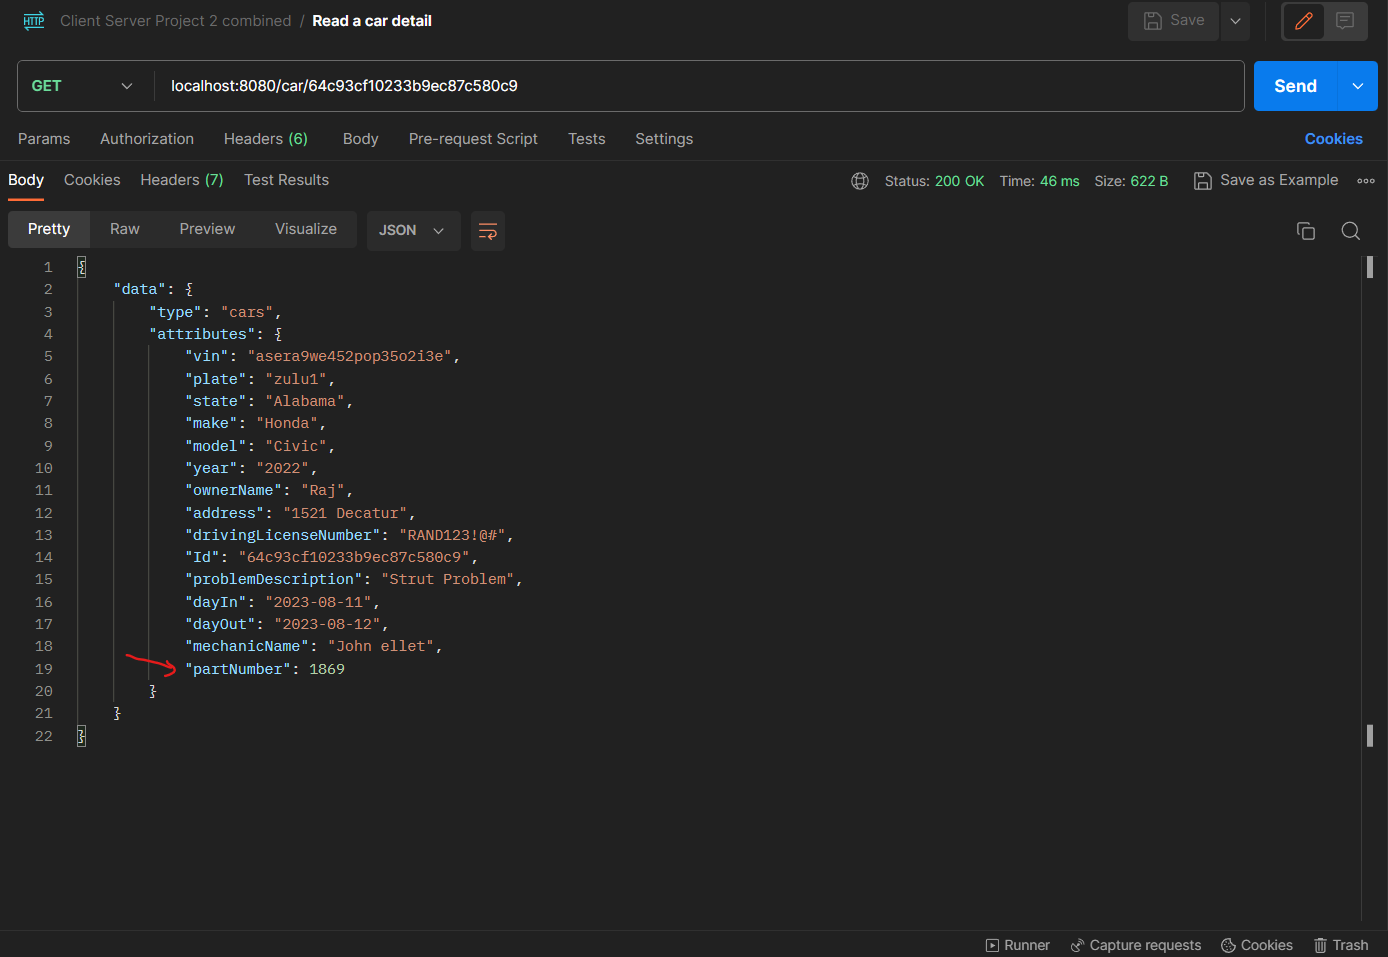 HTTP Client Server Project 2 combined / Read a car detail Save
GET localhost:8080/car/64c93cf10233b9ec87c580c9 Send
Params Authorization Headers (6) Body Pre-request Script Tests Settings Cookies
Body Cookies Headers (7) Test Results Status: 200 OK Time: 46 ms Size: 622 B Save as Example
Pretty Raw Preview Visualize JSON
1 {
2 "data": {
3 "type": "cars",
4 "attributes": {
5 "vin": "asera9we452pop35o2i3e",
6 "plate": "zulu1",
7 "state": "Alabama",
8 "make": "Honda",
9 "model": "Civic",
10 "year": "2022",
11 "ownerName": "Raj",
12 "address": "1521 Decatur",
13 "drivingLicenseNumber": "RAND123!@#",
14 "Id": "64c93cf10233b9ec87c580c9",
15 "problemDescription": "Strut Problem",
16 "dayIn": "2023-08-11",
17 "dayOut": "2023-08-12",
18 "mechanicName": "John ellet",
19 "partNumber": 1869
20 }
21 }
22 }
Runner Capture requests Cookies Trash